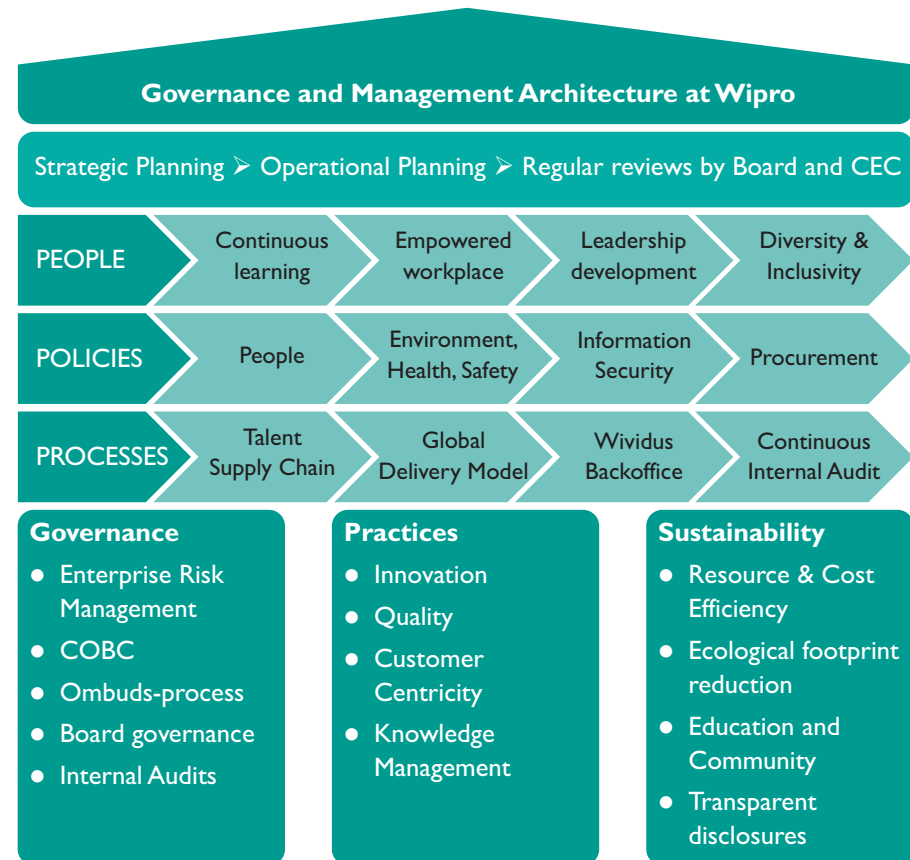 Governance and Management Architecture at Wipro
Strategic Planning ➢ Operational Planning ➢ Regular reviews by Board and CEC
PEOPLE
Continuous
learning
Empowered
workplace
Leadership
development
Diversity &
Inclusivity
POLICIES
People
Environment,
Health, Safety
Information
Security
Procurement
PROCESSES
Talent
Supply Chain
Global
Delivery Model
Wividus
Backoffice
Continuous
Internal Audit
Governance
● Enterprise Risk
Management
● COBC
● Ombuds-process
● Board governance
● Internal Audits
Practices
● Innovation
● Quality
● Customer
Centricity
● Knowledge
Management
Sustainability
● Resource & Cost
Efficiency
● Ecological footprint
reduction
● Education and
Community
● Transparent
disclosures